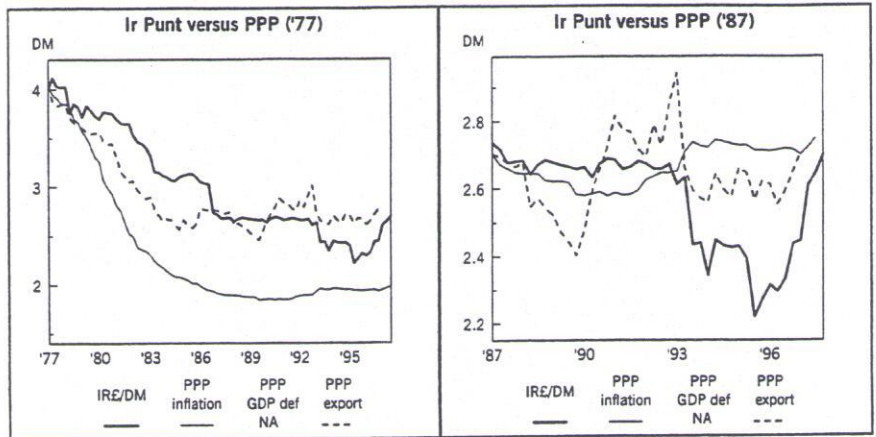 Ir Punt versus PPP ('77)
DM
4
3
2
'77 '80 '83 '86 '89 '92 '95
IR£/DM PPP inflation PPP GDP def NA PPP export
Ir Punt versus PPP ('87)
DM
2.8
2.6
2.4
2.2
'87 '90 '93 '96
IR£/DM PPP inflation PPP GDP def NA PPP export